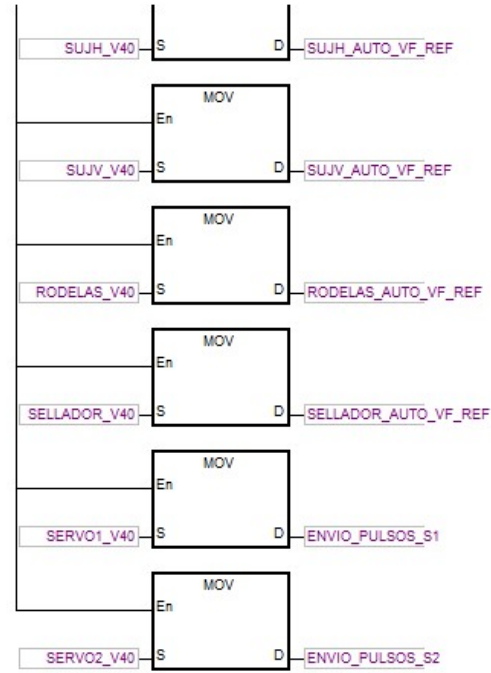 SUJH_V40 S D SUJH_AUTO_VF_REF
MOV
En
SUJV_V40 S D SUJV_AUTO_VF_REF
MOV
En
RODELAS_V40 S D RODELAS_AUTO_VF_REF
MOV
En
SELLADOR_V40 S D SELLADOR_AUTO_VF_REF
MOV
En
SERVO1_V40 S D ENVIO_PULSOS_S1
MOV
En
SERVO2_V40 S D ENVIO_PULSOS_S2